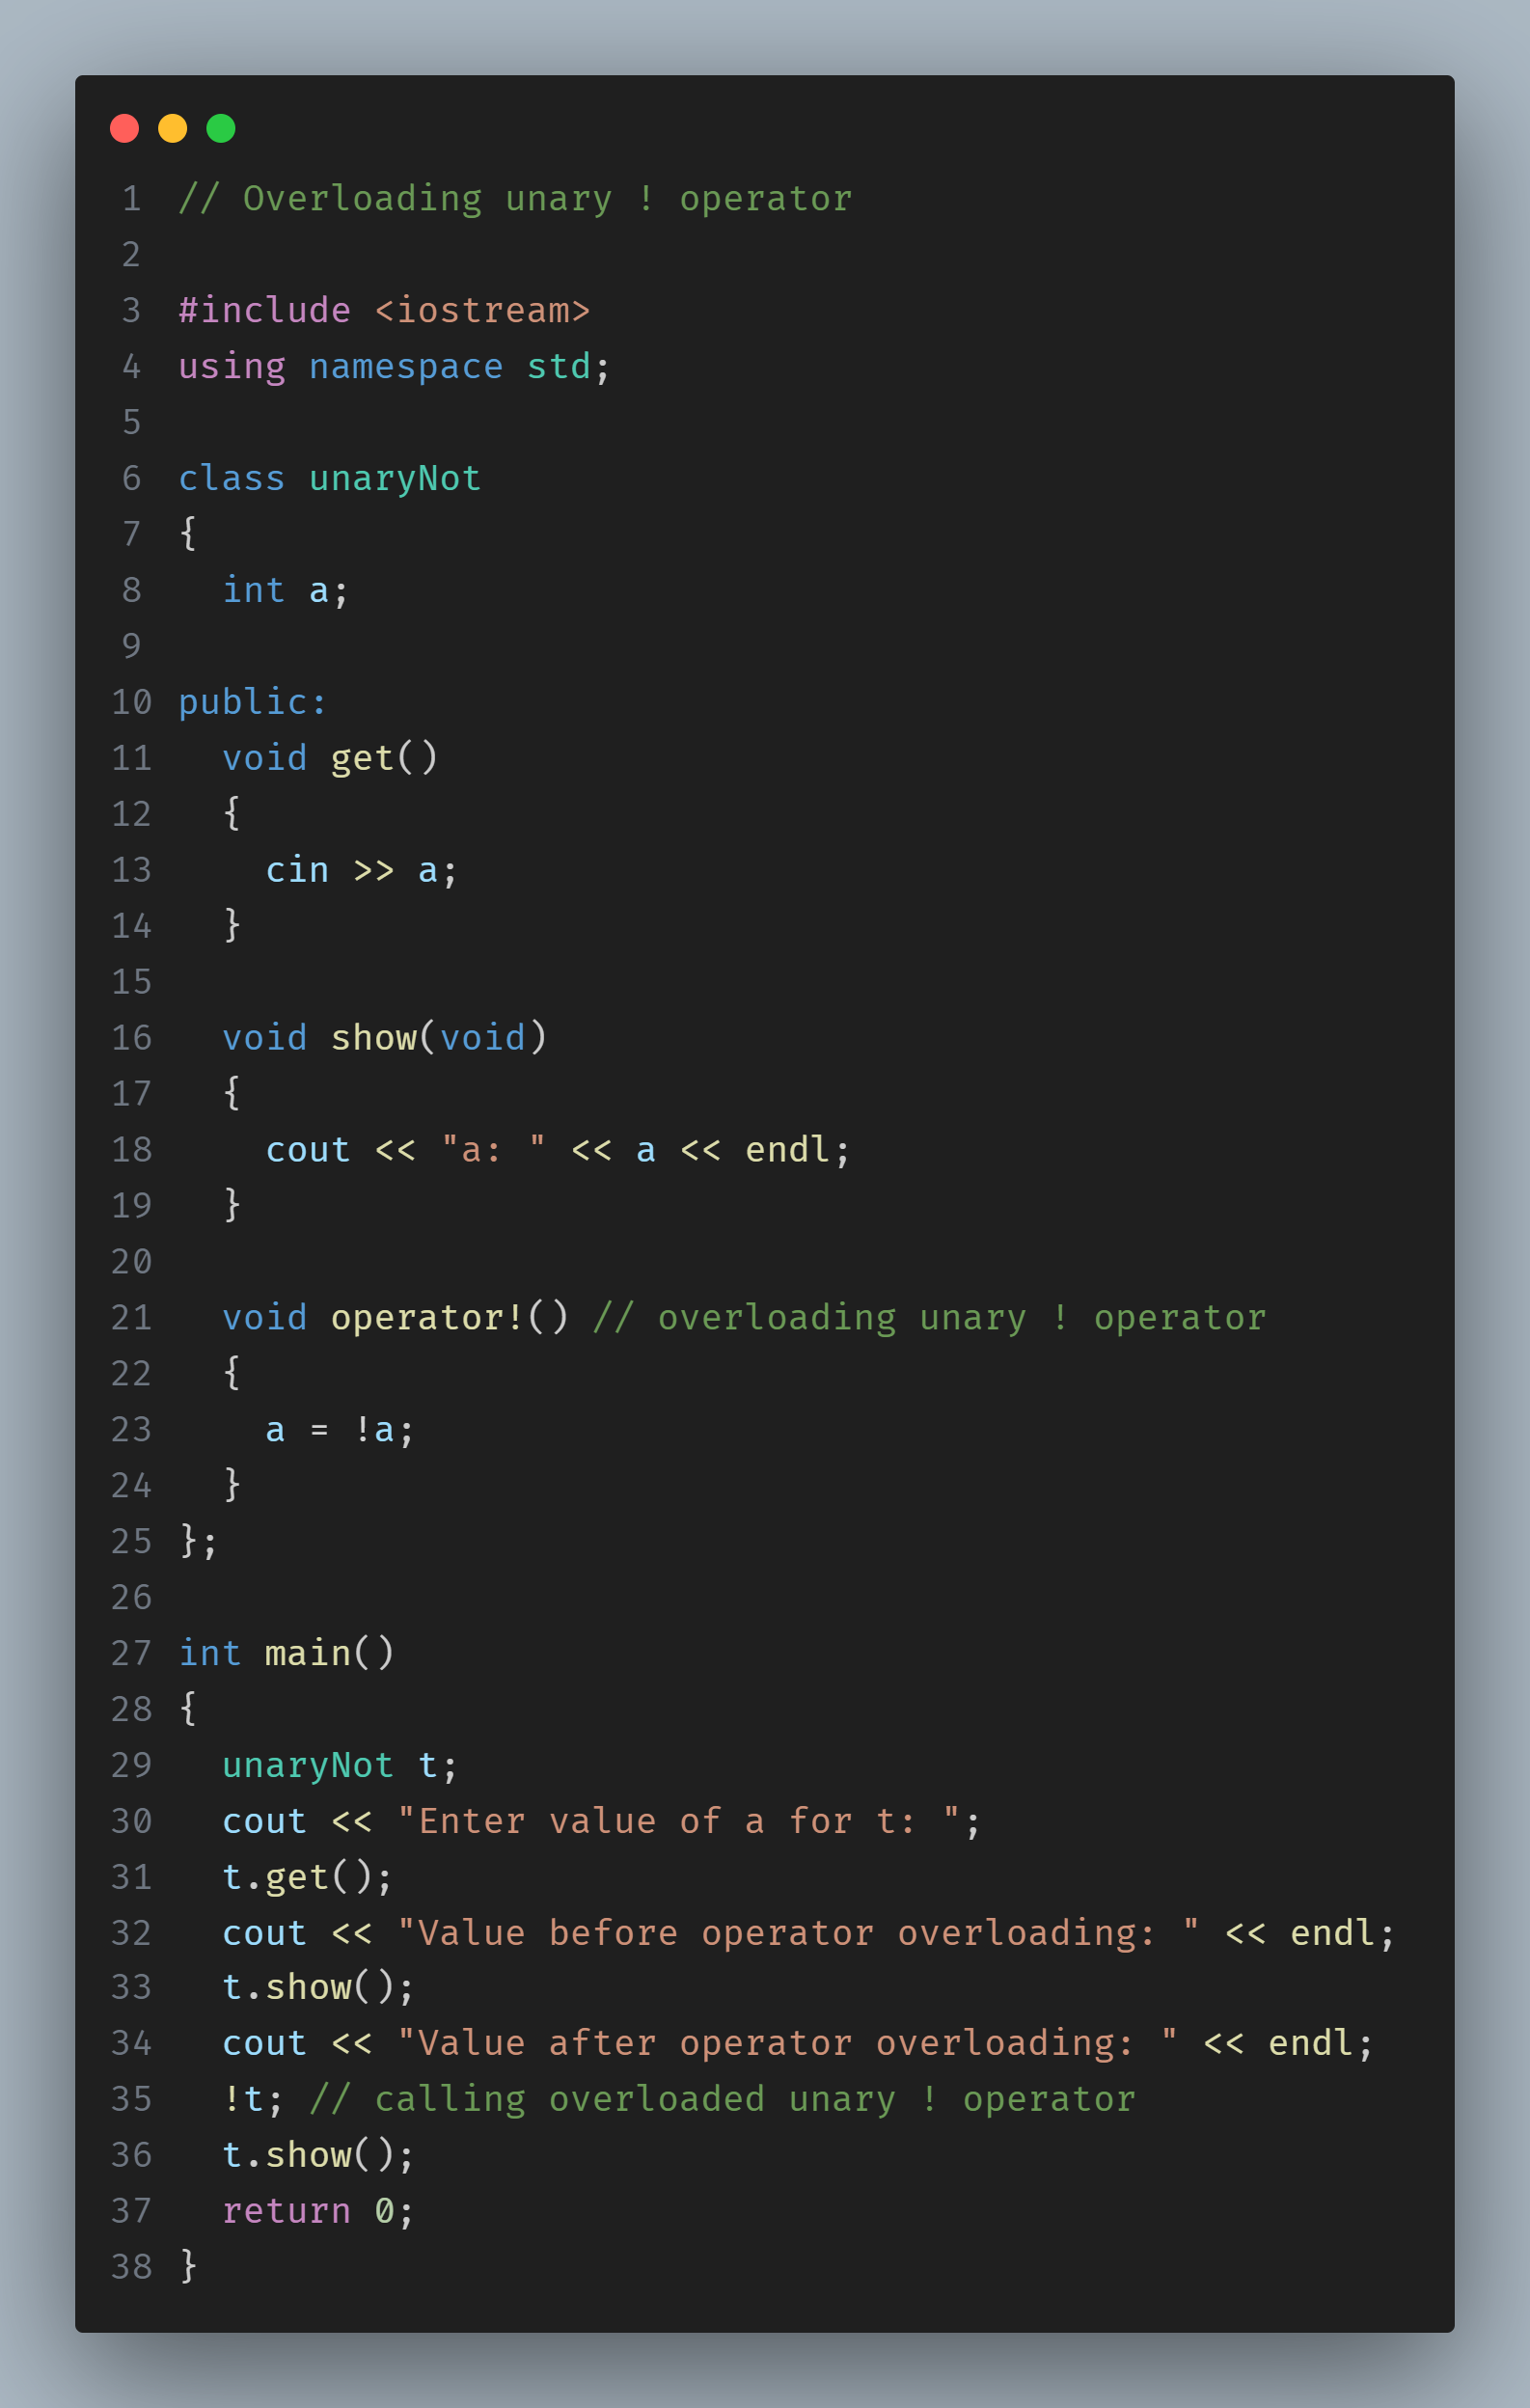 1 // Overloading unary ! operator
2
3 #include <iostream>
4 using namespace std;
5
6 class unaryNot
7 {
8   int a;
9
10 public:
11   void get()
12   {
13     cin >> a;
14   }
15
16   void show(void)
17   {
18     cout << "a: " << a << endl;
19   }
20
21   void operator!() // overloading unary ! operator
22   {
23     a = !a;
24   }
25 };
26
27 int main()
28 {
29   unaryNot t;
30   cout << "Enter value of a for t: ";
31   t.get();
32   cout << "Value before operator overloading: " << endl;
33   t.show();
34   cout << "Value after operator overloading: " << endl;
35   !t; // calling overloaded unary ! operator
36   t.show();
37   return 0;
38 }